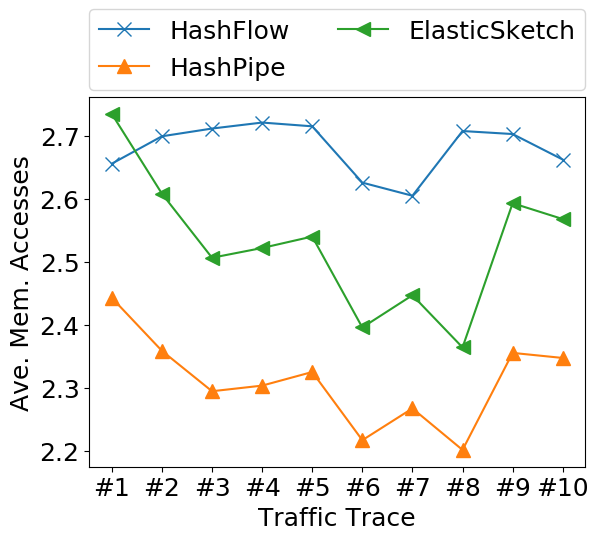 HashFlow
HashPipe
ElasticSketch
Ave. Mem. Accesses
2.7
2.6
2.5
2.4
2.3
2.2
#1 #2 #3 #4 #5 #6 #7 #8 #9 #10
Traffic Trace